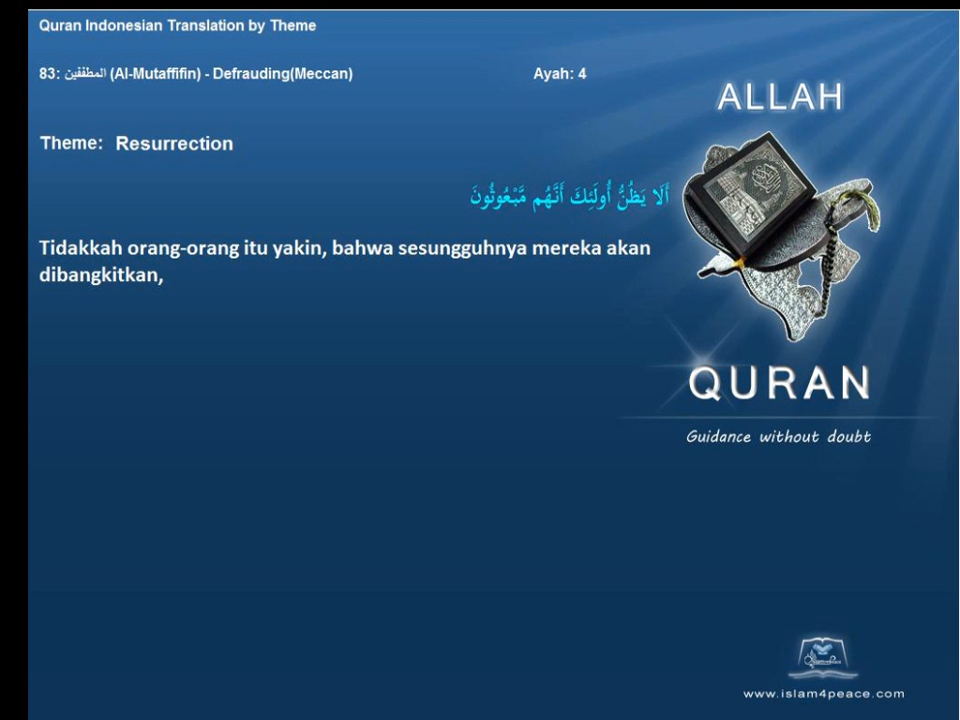 Quran Indonesian Translation by Theme
83: المطففين (Al-Mutaffifin) - Defrauding(Meccan) Ayah: 4
ALLAH
Theme: Resurrection
أَلَا يَظُنُّ أُولَئِكَ أَنَّهُم مَّبْعُوثُونَ
Tidakkah orang-orang itu yakin, bahwa sesungguhnya mereka akan
dibangkitkan,
QURAN
Guidance without doubt
www.islam4peace.com